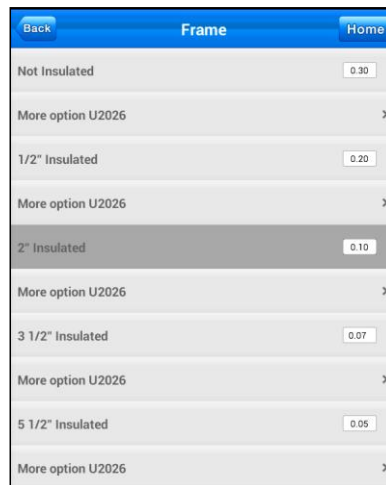 Back Frame Home
Not Insulated 0.30
More option U2026
1/2" Insulated 0.20
More option U2026
2" Insulated 0.10
More option U2026
3 1/2" Insulated 0.07
More option U2026
5 1/2" Insulated 0.05
More option U2026